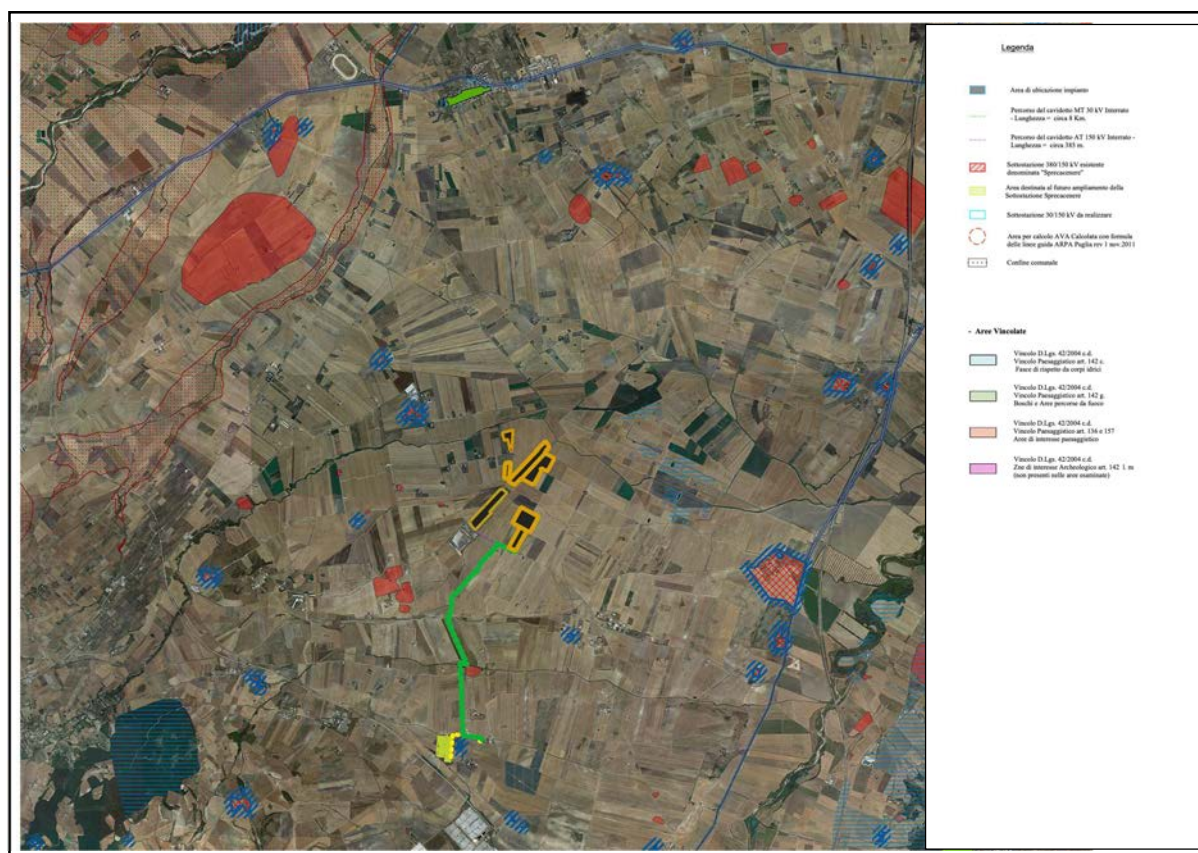 Legenda
Area di ubicazione impianto
Percorso del cavidotto MT 30 kV Interrato
- Lunghezza = circa 8 Km.
Percorso del cavidotto AT 150 kV Interrato -
Lunghezza = circa 385 m.
Sottostazione 380/150 kV esistente
denominata "Sprecacenere"
Area destinata al futuro ampliamento della
Sottostazione Sprecacenere
Sottostazione 30/150 kV da realizzare
Area per calcolo AVA Calcolata con formula
delle linee guida ARPA Puglia rev 1 nov.2011
Confine comunale
- Aree Vincolate
Vincolo D.Lgs. 42/2004 c.d.
Vincolo Paesaggistico art. 142 c.
Fasce di rispetto da corpi idrici
Vincolo D.Lgs. 42/2004 c.d.
Vincolo Paesaggistico art. 142 g.
Boschi e Aree percorse da fuoco
Vincolo D.Lgs. 42/2004 c.d.
Vincolo Paesaggistico art. 136 e 157
Aree di interesse paesaggistico
Vincolo D.Lgs. 42/2004 c.d.
Zne di interesse Archeologico art. 142 l. m
(non presenti nelle aree esaminate)